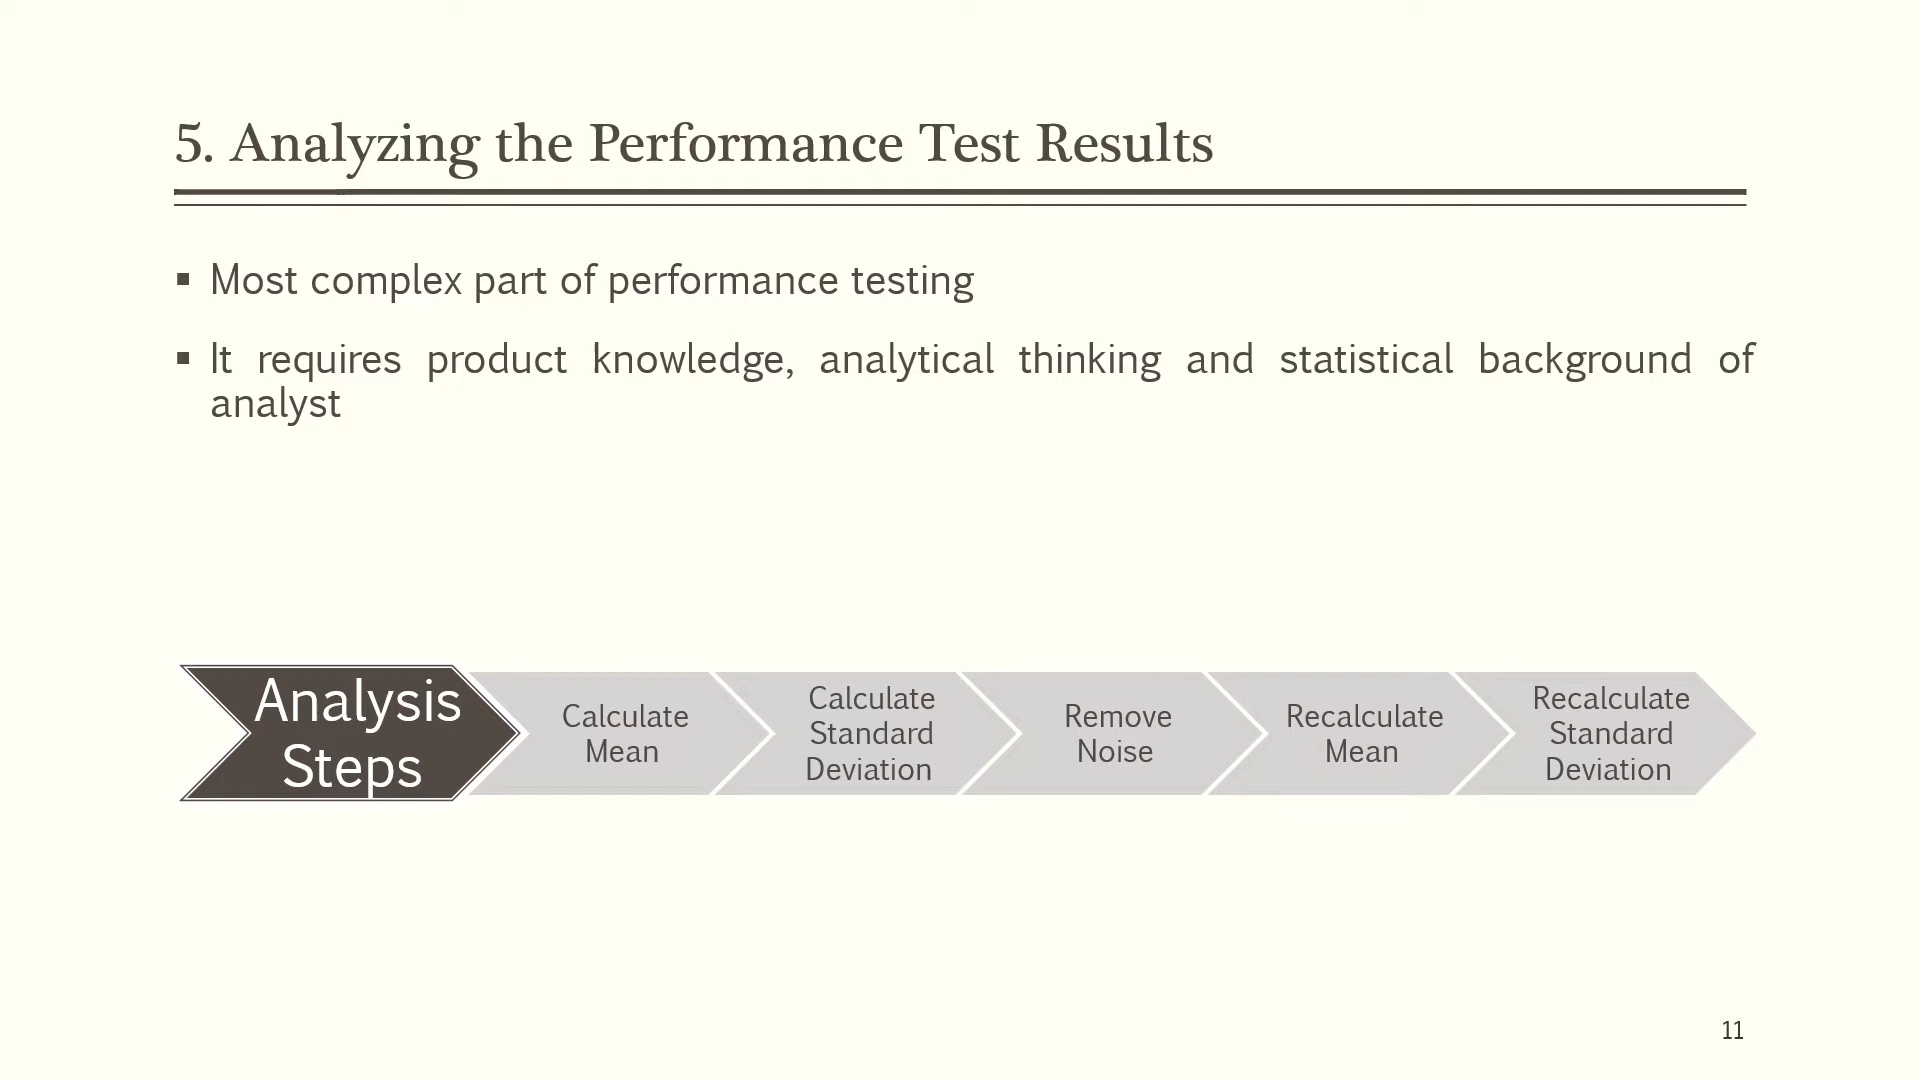 5. Analyzing the Performance Test Results
▪ Most complex part of performance testing
▪ It requires product knowledge, analytical thinking and statistical background of
analyst
Analysis
Steps
Calculate
Mean
Calculate
Standard
Deviation
Remove
Noise
Recalculate
Mean
Recalculate
Standard
Deviation
11